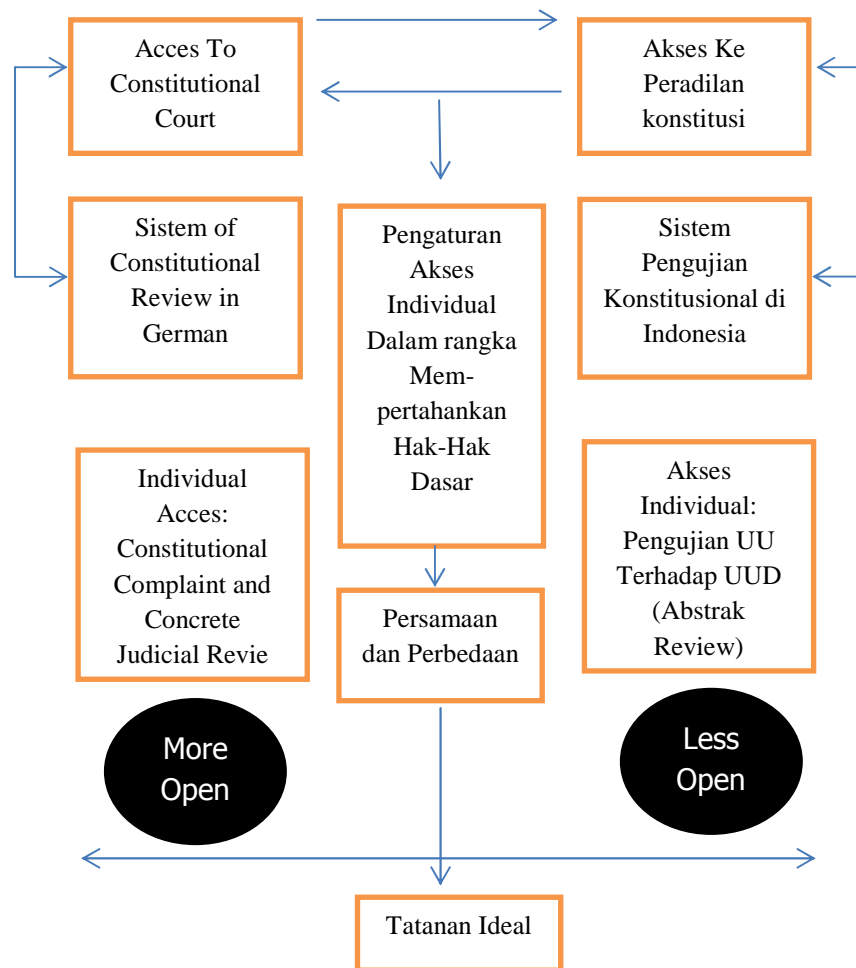 Acces To
Constitutional
Court
Akses Ke
Peradilan
konstitusi
Sistem of
Constitutional
Review in
German
Pengaturan
Akses
Individual
Dalam rangka
Mem-
pertahankan
Hak-Hak
Dasar
Sistem
Pengujian
Konstitusional di
Indonesia
Individual
Acces:
Constitutional
Complaint and
Concrete
Judicial Revie
Akses
Individual:
Pengujian UU
Terhadap UUD
(Abstrak
Review)
Persamaan
dan Perbedaan
More
Open
Less
Open
Tatanan Ideal